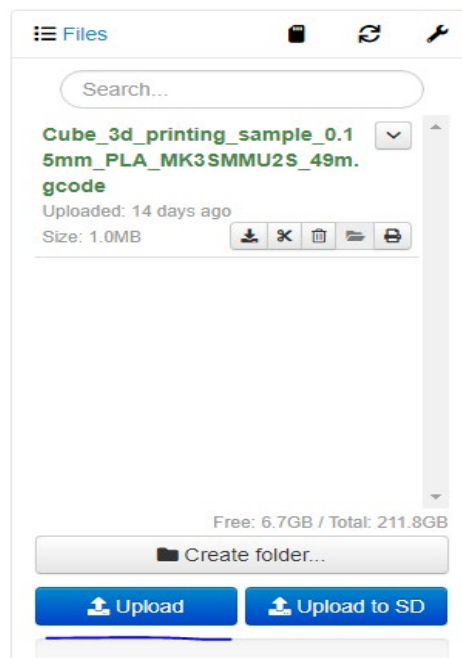 Files
Search...
Cube_3d_printing_sample_0.1
5mm_PLA_MK3SMMU2S_49m.
gcode
Uploaded: 14 days ago
Size: 1.0MB
Free: 6.7GB / Total: 211.8GB
Create folder...
Upload
Upload to SD